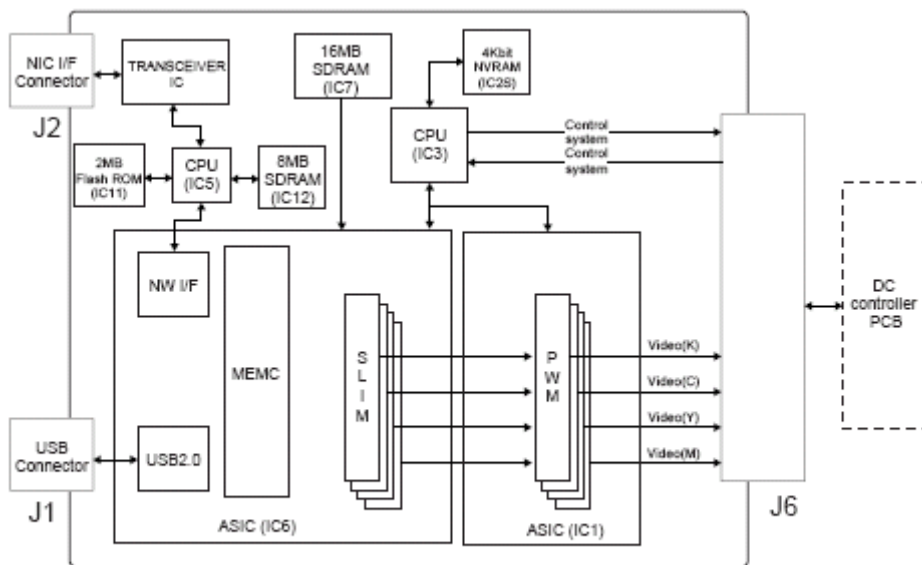 NIC I/F
Connector
J2
TRANSCEIVER
IC
16MB
SDRAM
(IC7)
4Kbit
NVRAM
(IC28)
CPU
(IC3)
Control
system
Control
system
2MB
Flash ROM
(IC11)
CPU
(IC5)
8MB
SDRAM
(IC12)
NW I/F
MEMC
SLIM
PWM
Video(K)
Video(C)
Video(Y)
Video(M)
DC
controller
PCB
USB
Connector
J1
USB2.0
ASIC (IC6)
ASIC (IC1)
J6